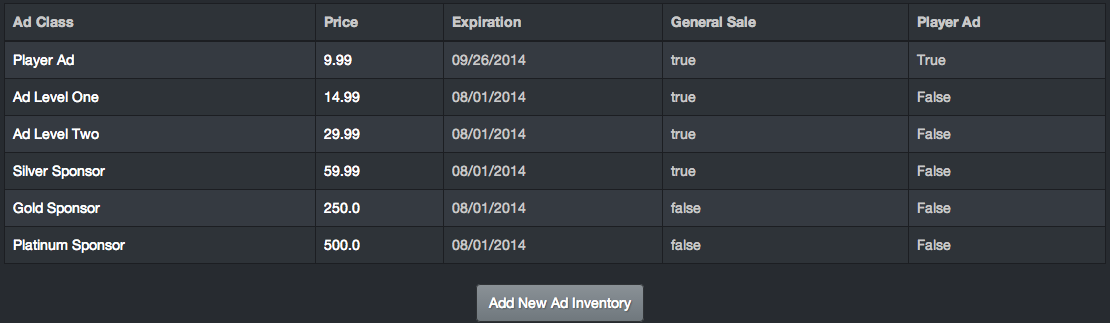 Ad Class Price Expiration General Sale Player Ad
Player Ad 9.99 09/26/2014 true True
Ad Level One 14.99 08/01/2014 true False
Ad Level Two 29.99 08/01/2014 true False
Silver Sponsor 59.99 08/01/2014 true False
Gold Sponsor 250.0 08/01/2014 false False
Platinum Sponsor 500.0 08/01/2014 false False
Add New Ad Inventory